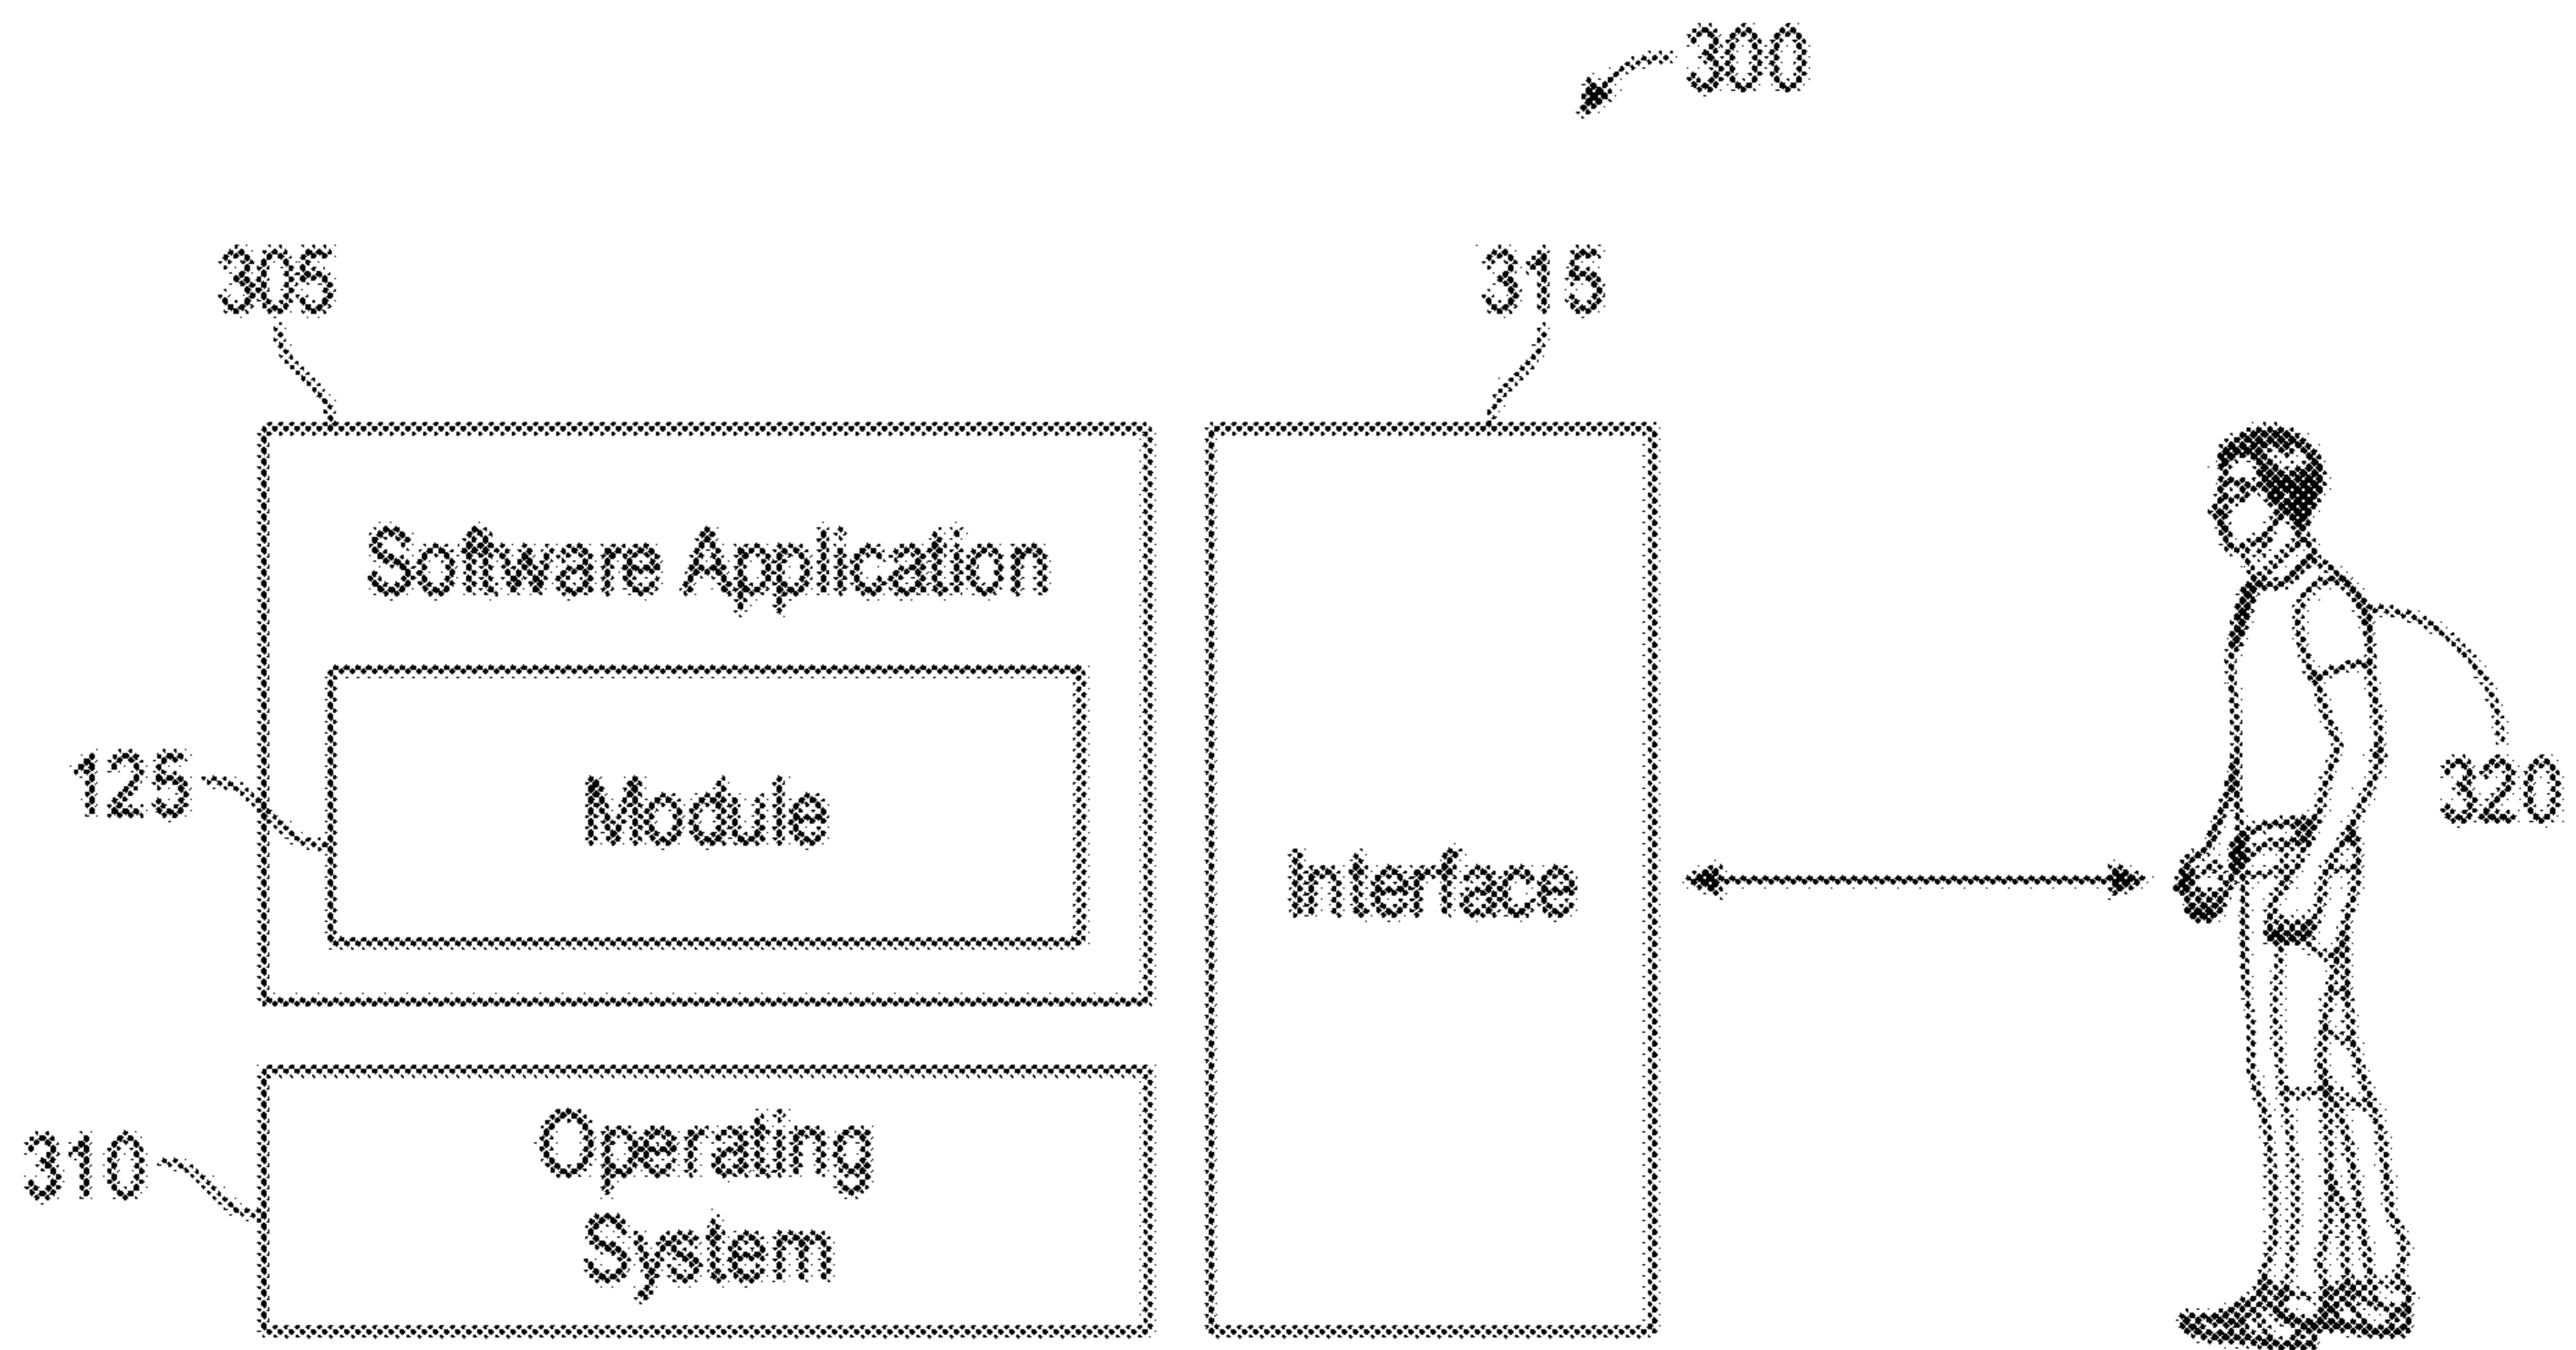 300
305
315
Software Application
125
Module
320
Interface
310
Operating
System